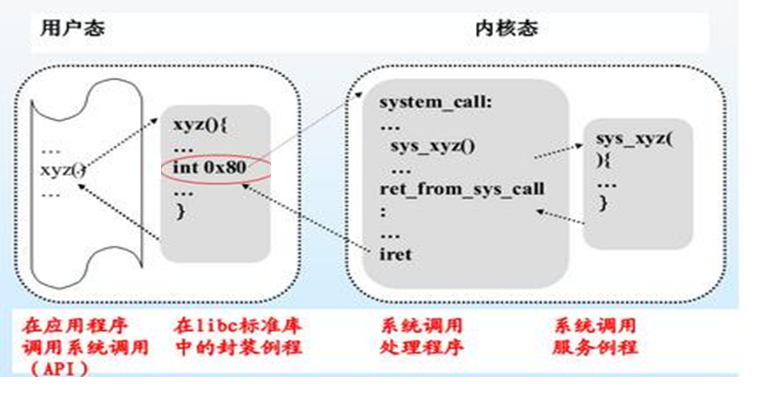 用户态
内核态
...
xyz()
...
xyz(){
...
int 0x80
...
}
system_call:
...
sys_xyz()
...
ret_from_sys_call
:
...
iret
sys_xyz(
){
...
}
在应用程序
调用系统调用
(API)
在libc标准库
中的封装例程
系统调用
处理程序
系统调用
服务例程